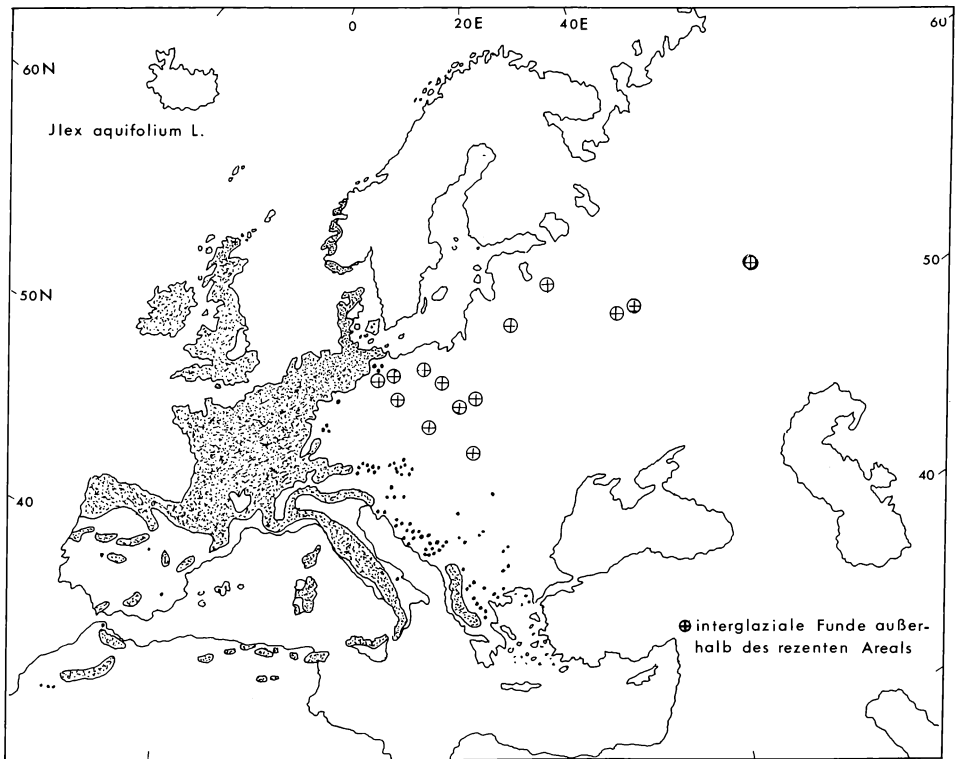 0 20E 40E 60
60N
Jlex aquifolium L.
50
50N
40
40
⊕ interglaziale Funde außer-
halb des rezenten Areals